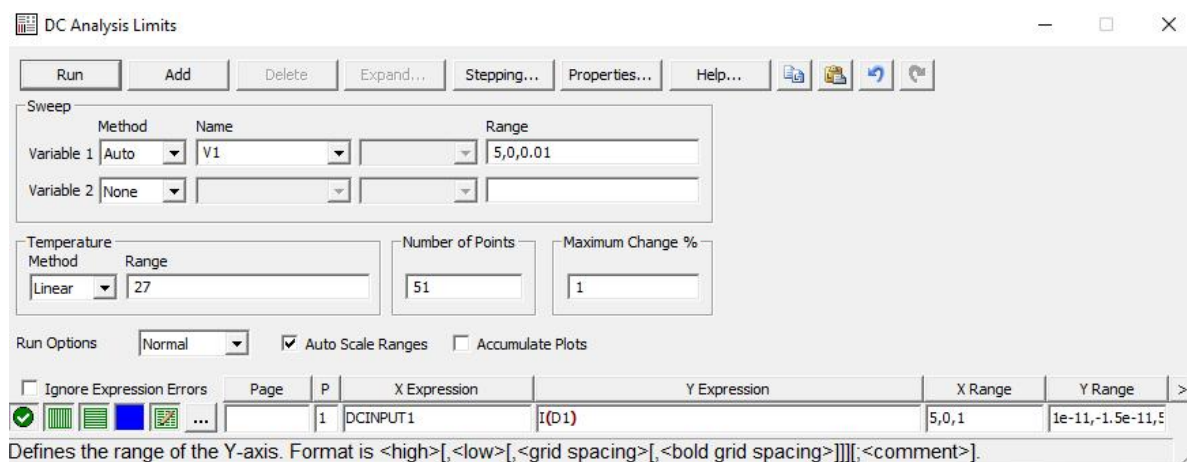 DC Analysis Limits
Run Add Delete Expand... Stepping... Properties... Help...
Sweep
Method Name Range
Variable 1 Auto V1 5,0,0.01
Variable 2 None
Temperature Number of Points Maximum Change %
Method Range
Linear 27 51 1
Run Options Normal Auto Scale Ranges Accumulate Plots
Ignore Expression Errors Page P X Expression Y Expression X Range Y Range >
... 1 DCINPUT1 I(D1) 5,0,1 1e-11,-1.5e-11,5
Defines the range of the Y-axis. Format is <high>[,<low>[,<grid spacing>[,<bold grid spacing>]]][;<comment>].